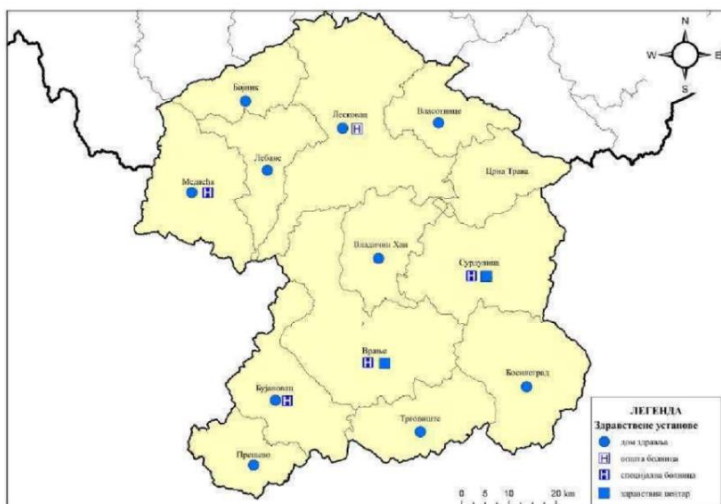 N
W E
S
Бојник
Лесковац
Власотинце
Лебане
Медвеђа
Црна Трава
Владичин Хан
Сурдулица
Врање
Босилеград
Бујановац
Трговиште
Прешево
ЛЕГЕНДА
Здравствене установе
дом здравља
општа болница
специјална болница
здравствени центар
0 5 10 20 km